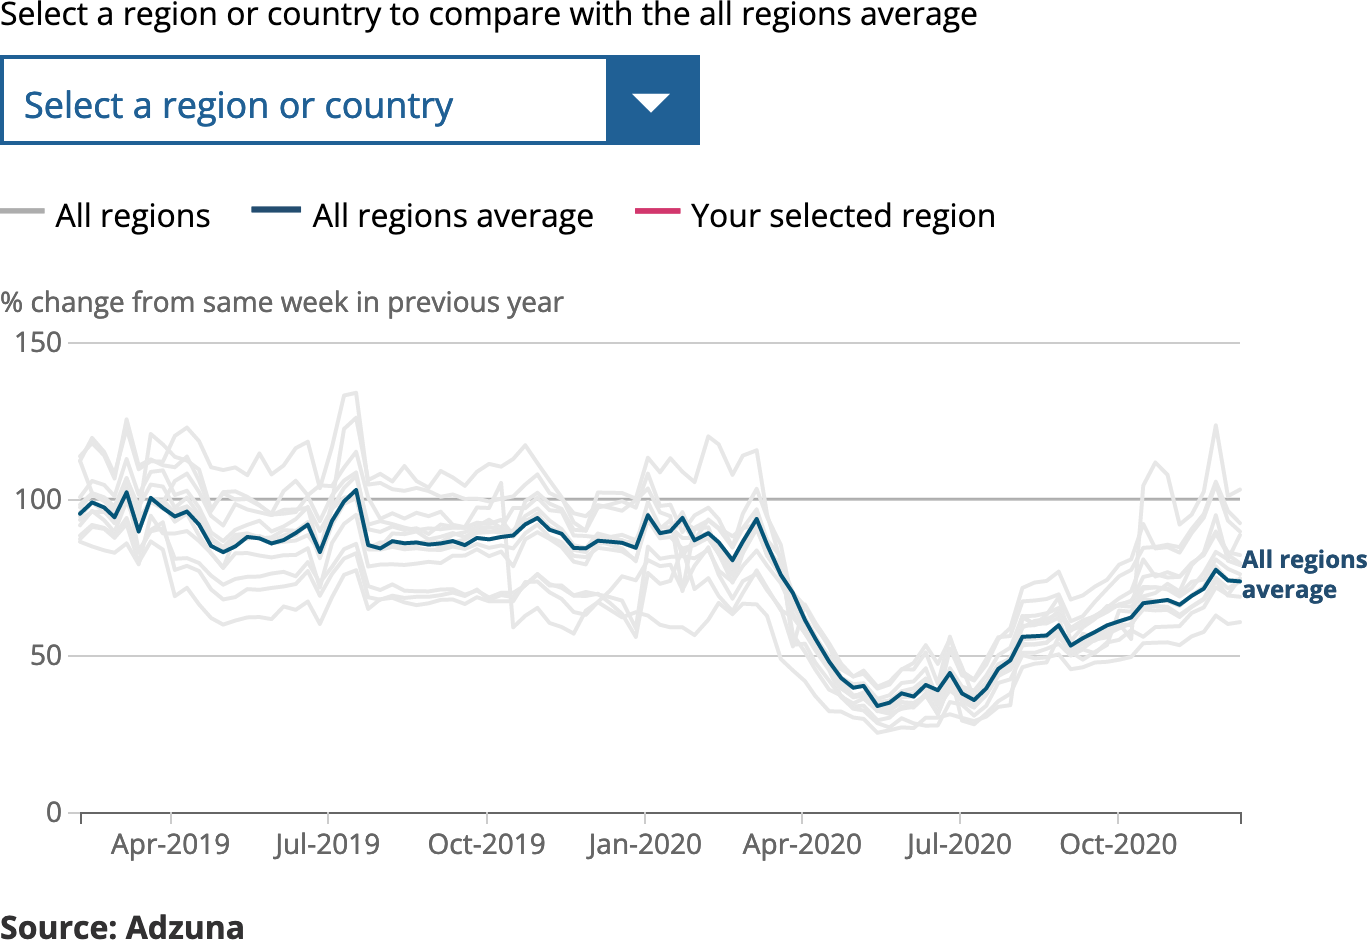 Select a region or country to compare with the all regions average
Select a region or country
All regions All regions average Your selected region
% change from same week in previous year
150
100
50
0
All regions
average
Apr-2019 Jul-2019 Oct-2019 Jan-2020 Apr-2020 Jul-2020 Oct-2020
Source: Adzuna